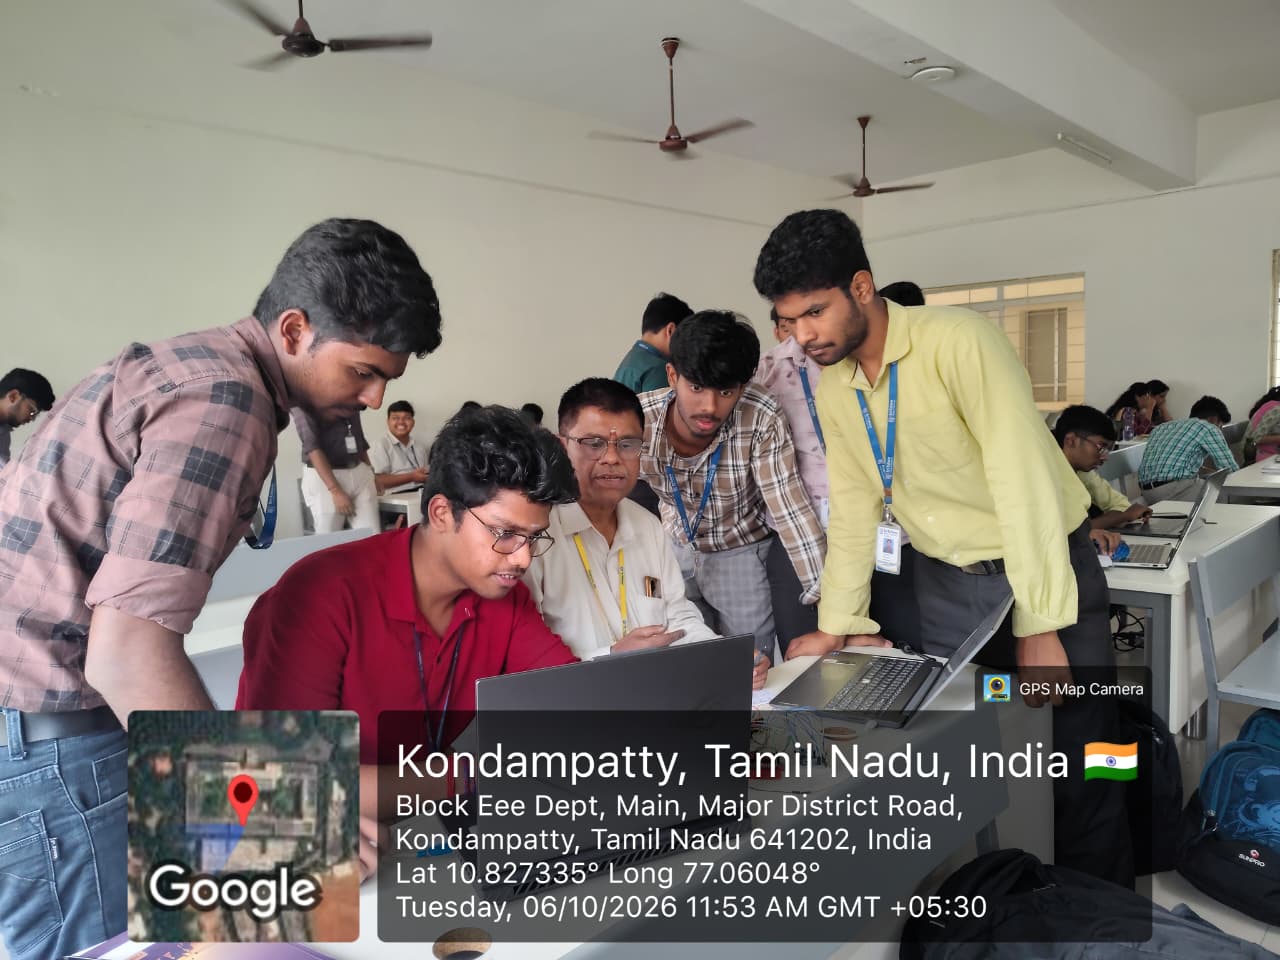 GPS Map Camera
Kondampatty, Tamil Nadu, India 🇮🇳
Block Eee Dept, Main, Major District Road,
Kondampatty, Tamil Nadu 641202, India
Lat 10.827335° Long 77.06048°
Tuesday, 06/10/2026 11:53 AM GMT +05:30
Google
SUNPRO